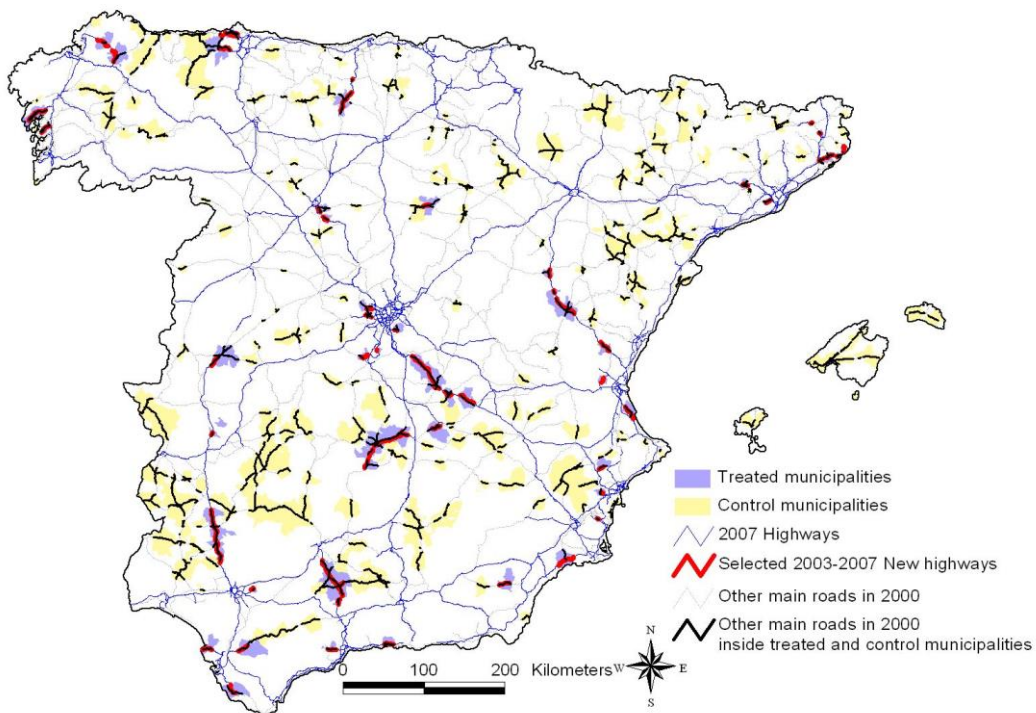 Treated municipalities
Control municipalities
2007 Highways
Selected 2003-2007 New highways
Other main roads in 2000
Other main roads in 2000
inside treated and control municipalities
N
W E
S
0 100 200 Kilometers